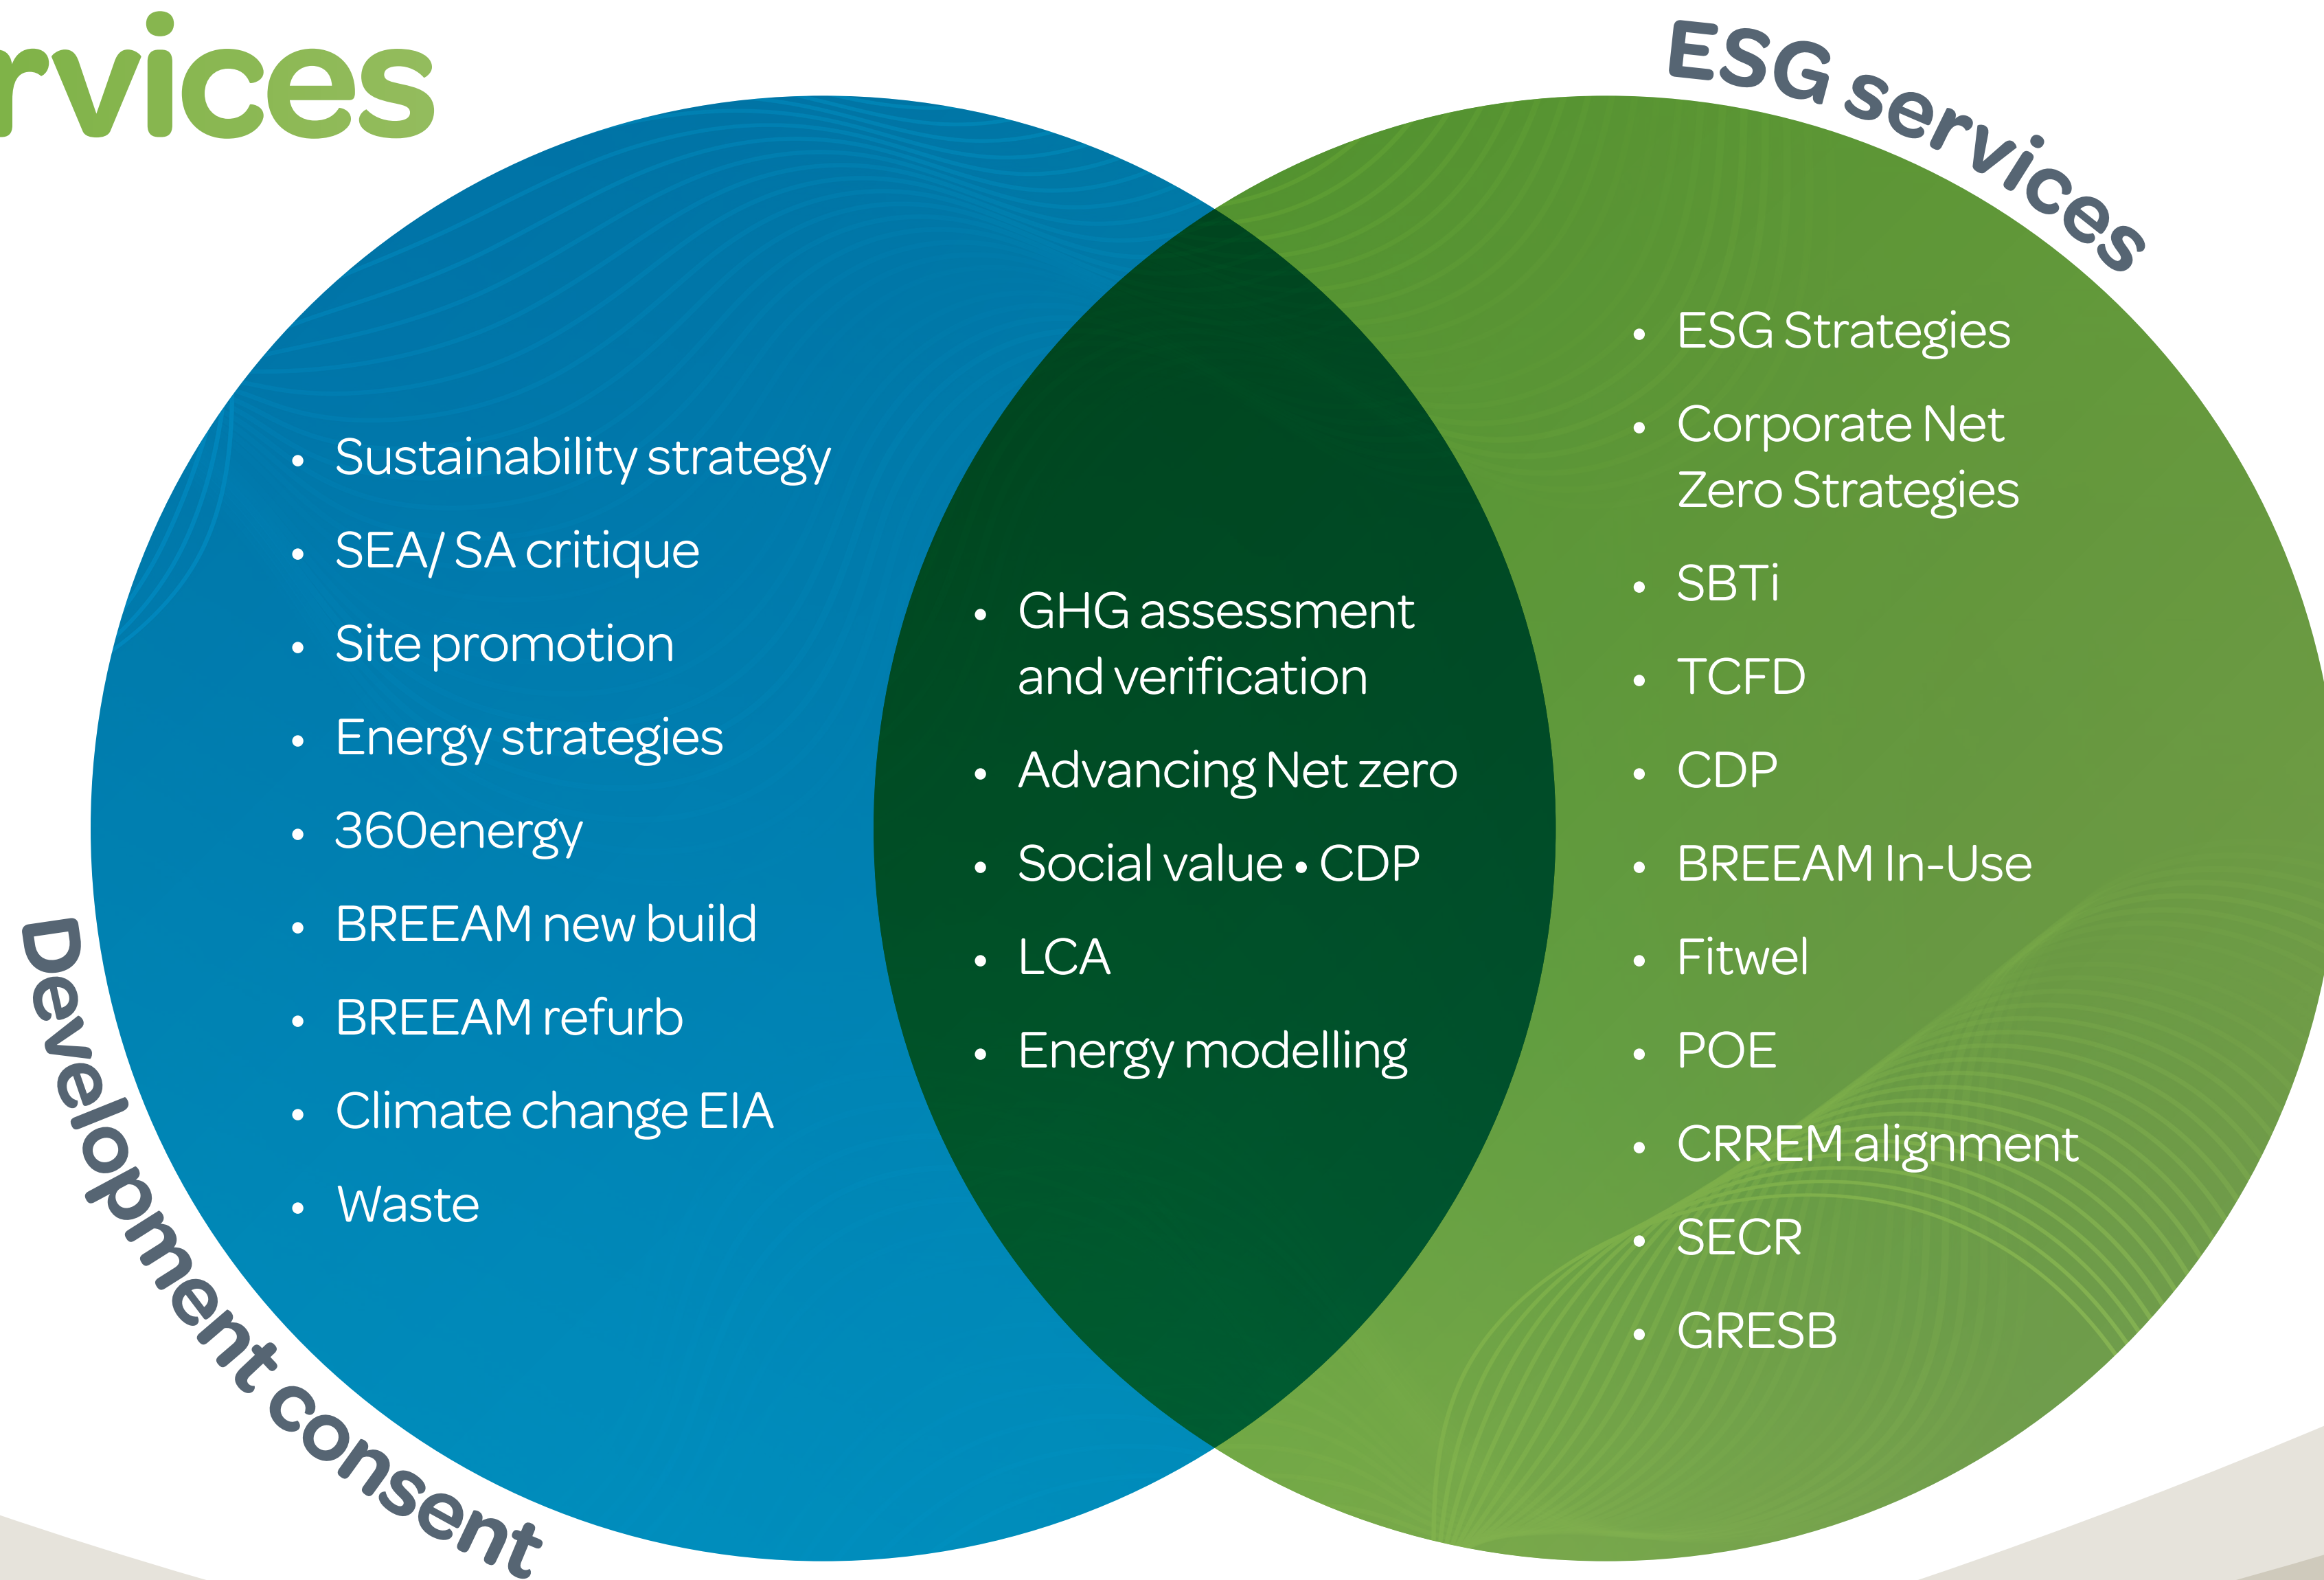 rvices
ESG services
Development consent
• Sustainability strategy
• SEA/ SA critique
• Site promotion
• Energy strategies
• 360energy
• BREEAM new build
• BREEAM refurb
• Climate change EIA
• Waste
• GHG assessment
and verification
• Advancing Net zero
• Social value • CDP
• LCA
• Energy modelling
• ESG Strategies
• Corporate Net
Zero Strategies
• SBTi
• TCFD
• CDP
• BREEAM In-Use
• Fitwel
• POE
• CRREM alignment
• SECR
• GRESB